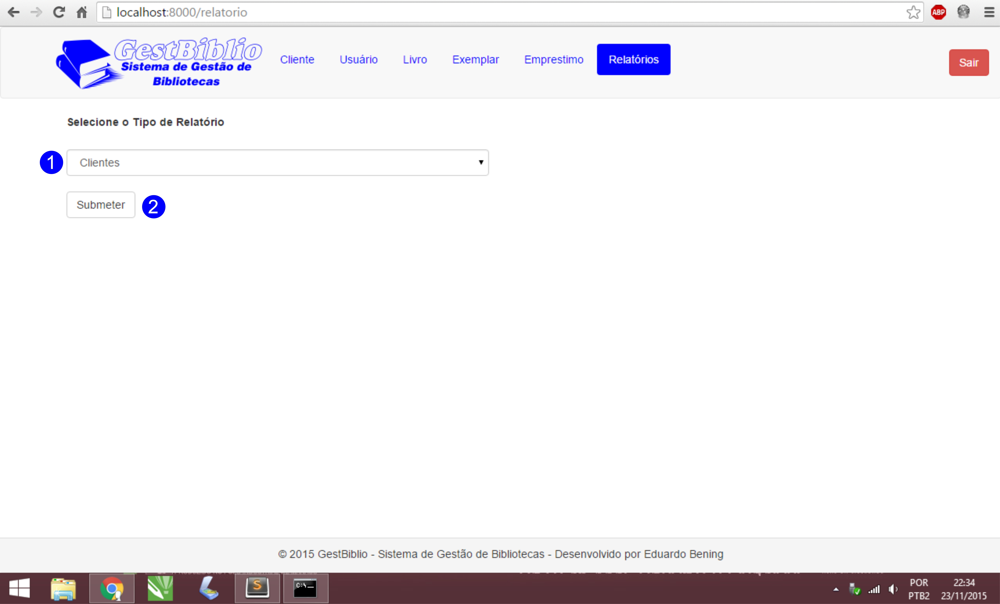 localhost:8000/relatorio
ABP
GestBiblio
Sistema de Gestão de
Bibliotecas
Cliente Usuário Livro Exemplar Emprestimo Relatórios Sair
Selecione o Tipo de Relatório
1 Clientes
Submeter 2
© 2015 GestBiblio - Sistema de Gestão de Bibliotecas - Desenvolvido por Eduardo Bening
S
C:\_
POR 22:34
PTB2 23/11/2015